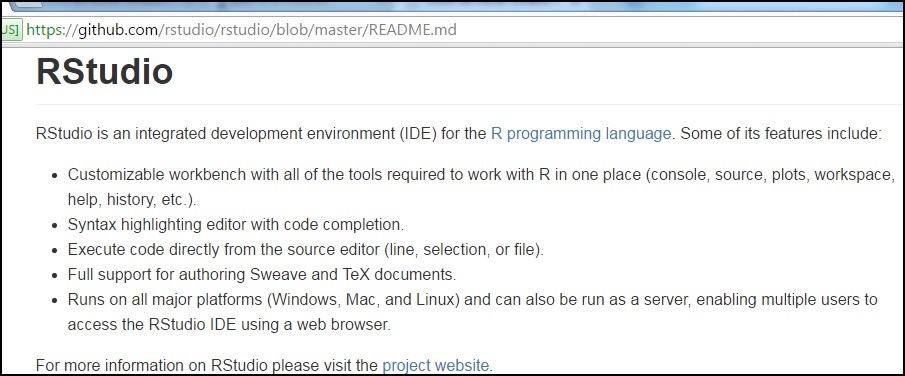 US] https://github.com/rstudio/rstudio/blob/master/README.md
RStudio
RStudio is an integrated development environment (IDE) for the R programming language. Some of its features include:
• Customizable workbench with all of the tools required to work with R in one place (console, source, plots, workspace,
help, history, etc.).
• Syntax highlighting editor with code completion.
• Execute code directly from the source editor (line, selection, or file).
• Full support for authoring Sweave and TeX documents.
• Runs on all major platforms (Windows, Mac, and Linux) and can also be run as a server, enabling multiple users to
access the RStudio IDE using a web browser.
For more information on RStudio please visit the project website.